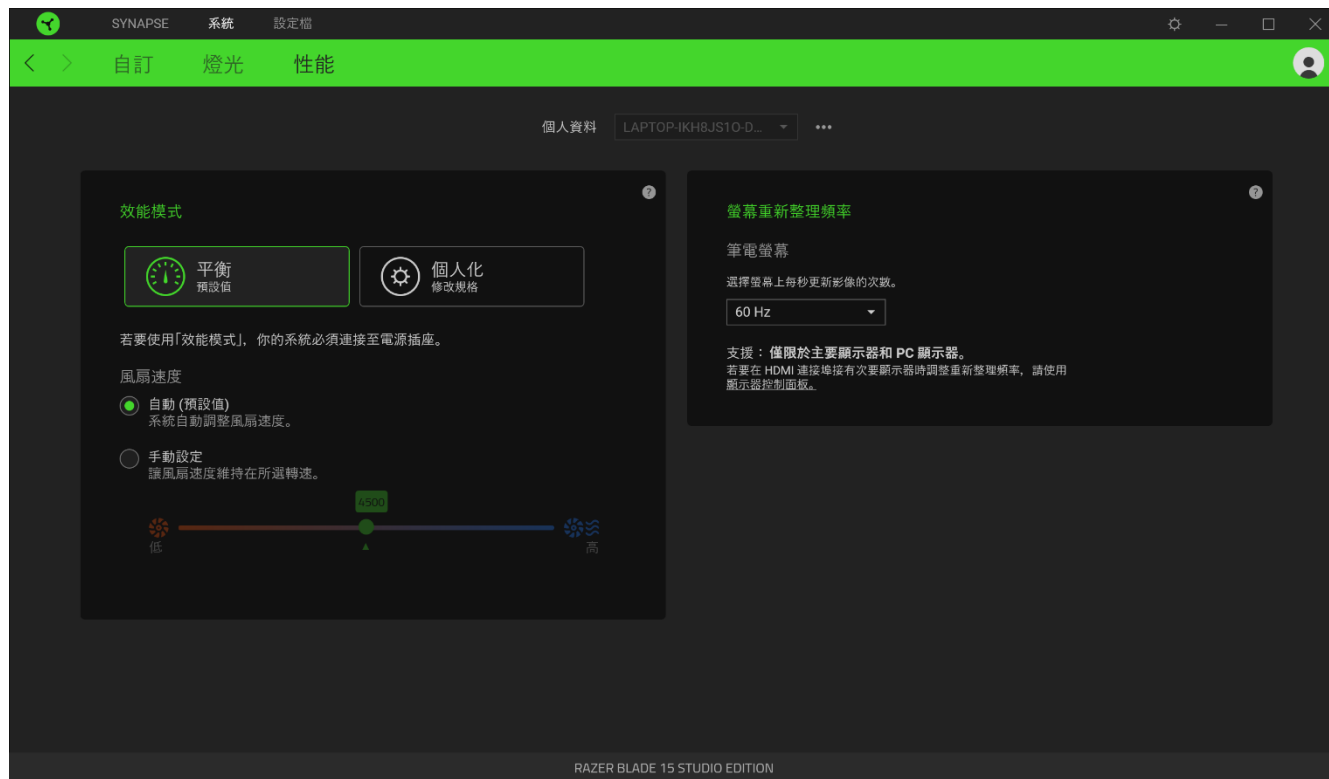 SYNAPSE 系統 設定檔
自訂 燈光 性能
個人資料 LAPTOP-IKH8JS1O-D... •••
效能模式
平衡
預設值
個人化
修改規格
若要使用「效能模式」，你的系統必須連接至電源插座。
風扇速度
自動 (預設值)
系統自動調整風扇速度。
手動設定
讓風扇速度維持在所選轉速。
4500
低
高
螢幕重新整理頻率
筆電螢幕
選擇螢幕上每秒更新影像的次數。
60 Hz
支援：僅限於主要顯示器和 PC 顯示器。
若要在 HDMI 連接埠接有次要顯示器時調整重新整理頻率，請使用
顯示器控制面板。
RAZER BLADE 15 STUDIO EDITION